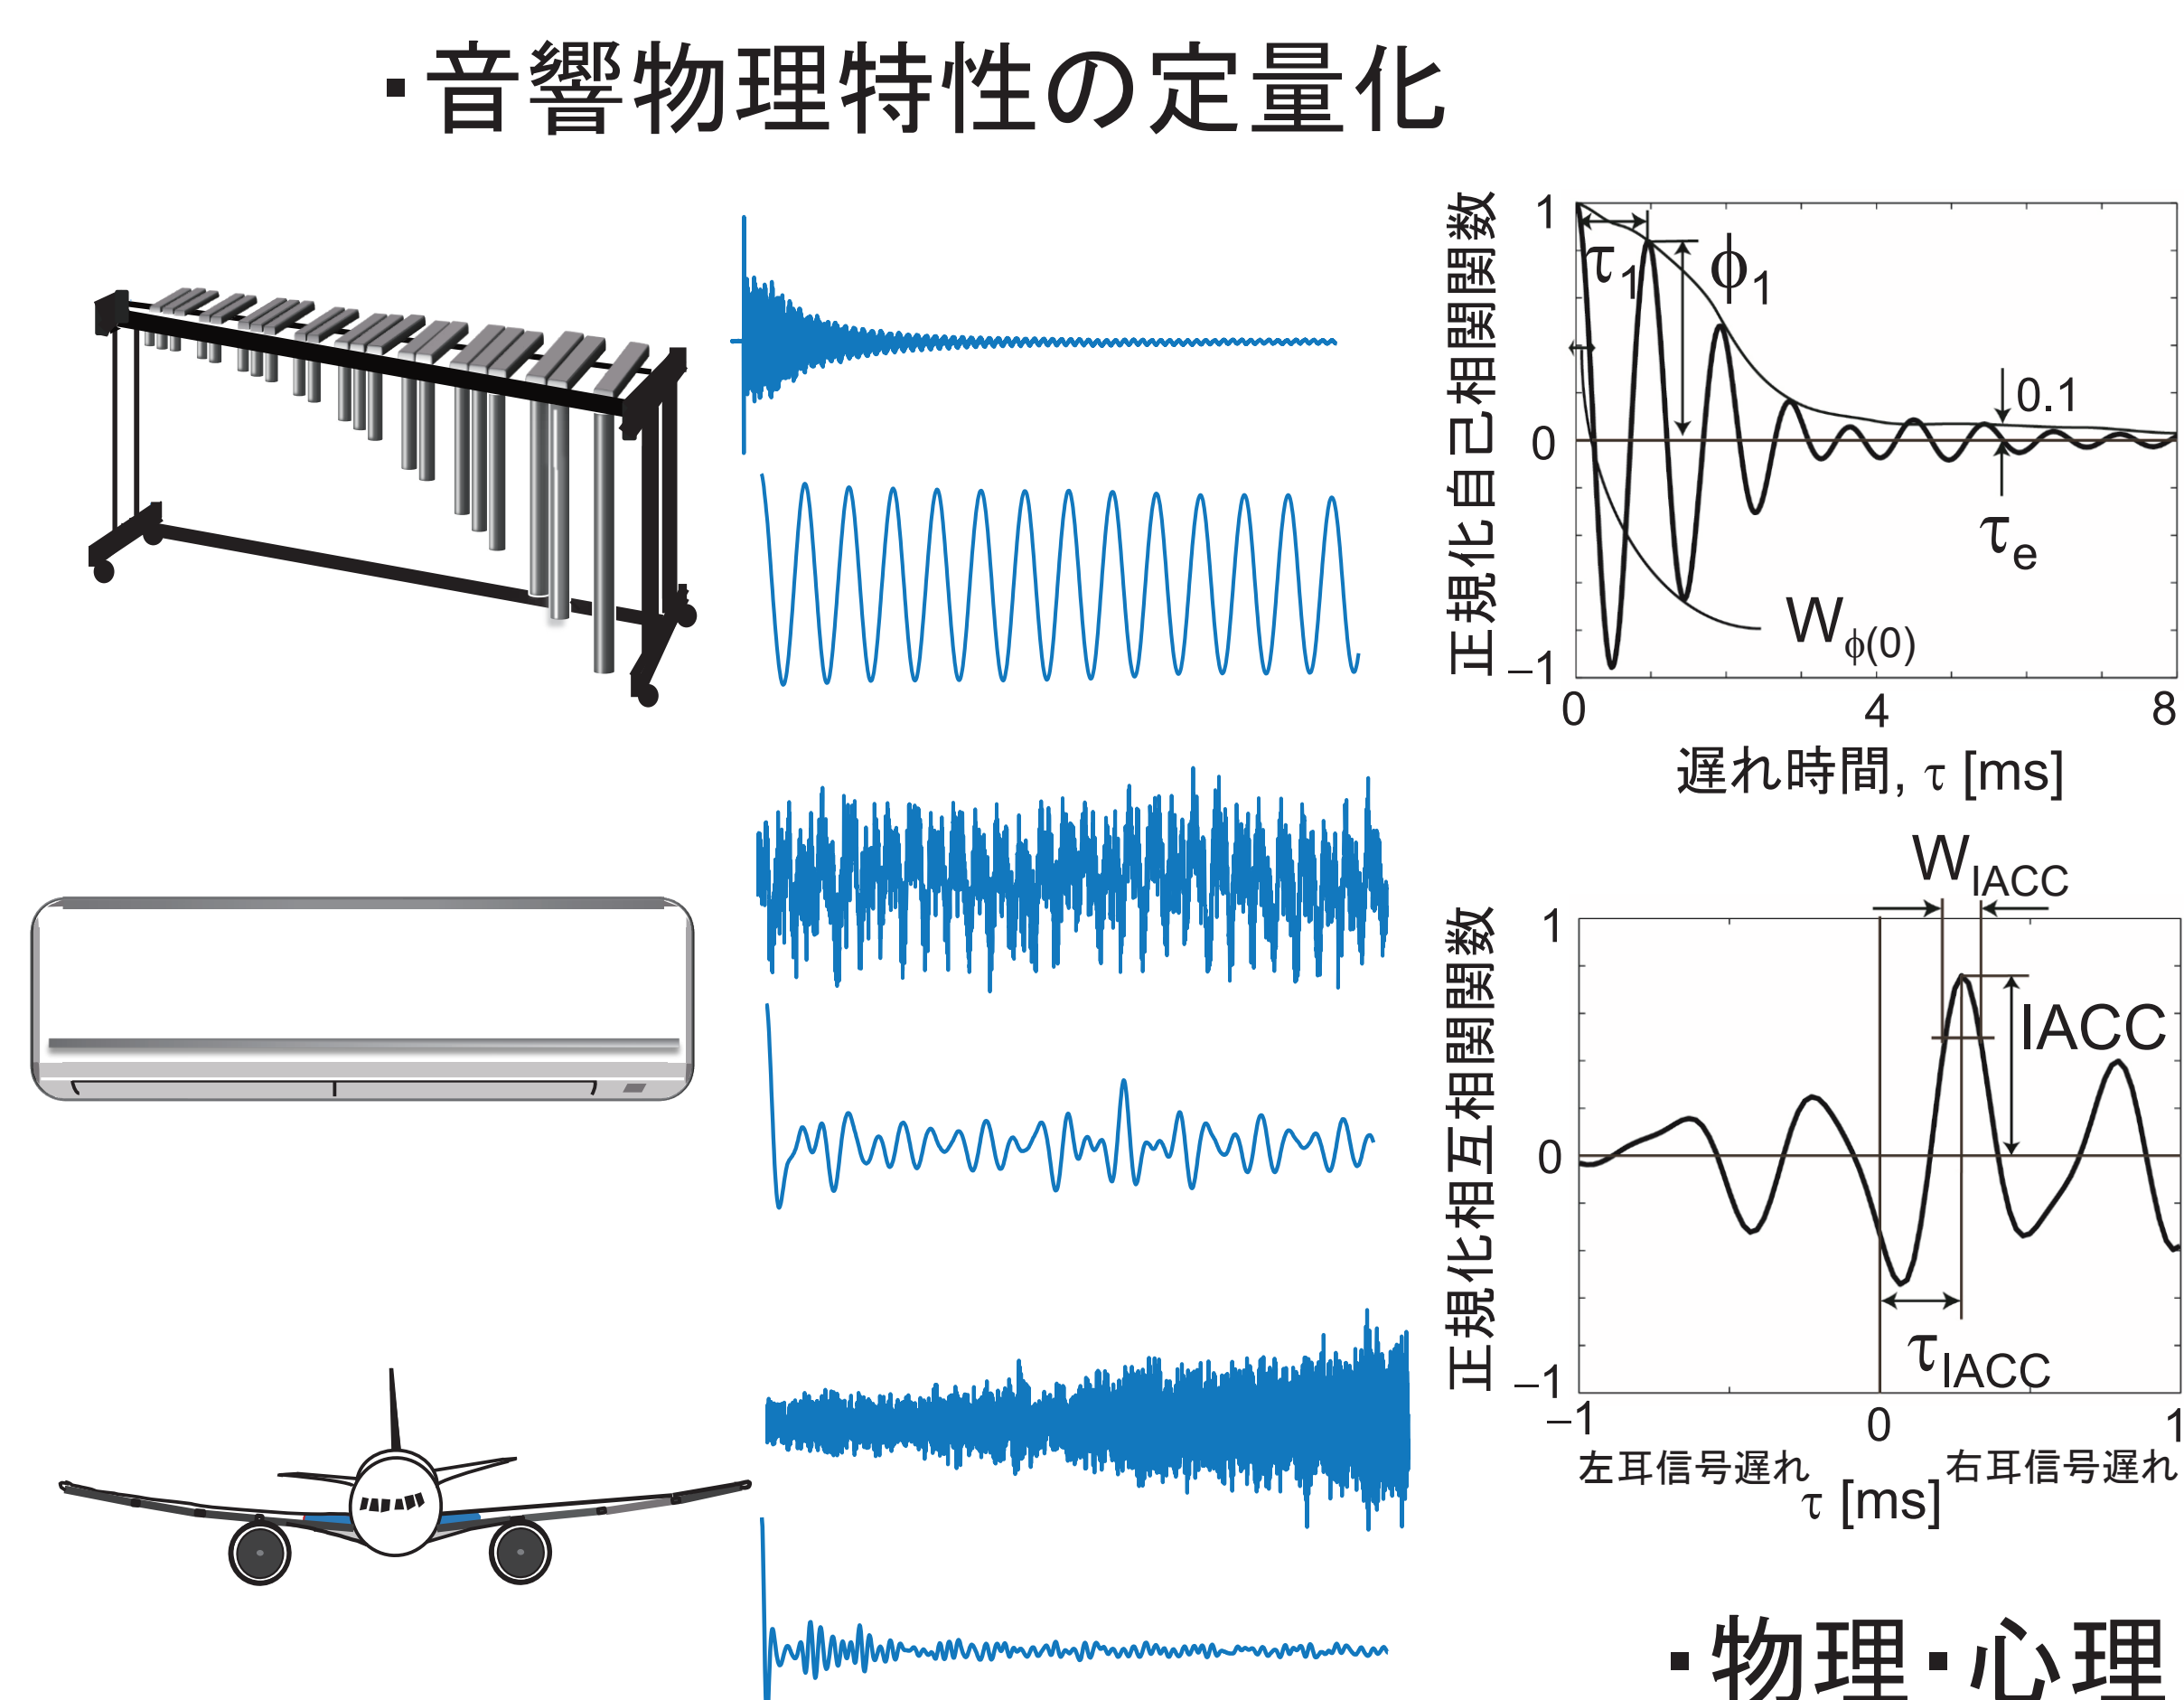 ・音響物理特性の定量化
正規化自己相関関数
1
0
−1
τ1
ϕ1
0.1
τe
Wϕ(0)
0
4
8
遅れ時間, τ [ms]
WIACC
正規化相互相関関数
1
0
−1
IACC
τIACC
−1
0
1
左耳信号遅れ
右耳信号遅れ
τ [ms]
・物理・心理